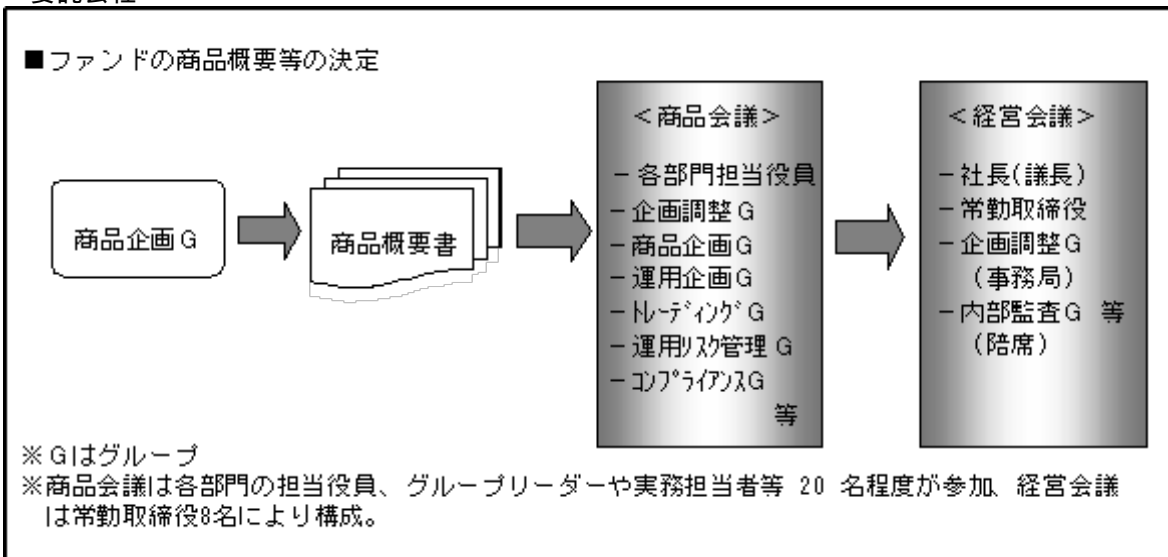 ■ファンドの商品概要等の決定
商品企画G
商品概要書
＜商品会議＞
－各部門担当役員
－企画調整G
－商品企画G
－運用企画G
－ﾄﾚｰﾃﾞｨﾝｸﾞG
－運用ﾘｽｸ管理G
－ｺﾝﾌﾟﾗｲｱﾝｽG
等
＜経営会議＞
－社長(議長)
－常勤取締役
－企画調整G
（事務局）
－内部監査G 等
（陪席）
※Gはグループ
※商品会議は各部門の担当役員、グループリーダーや実務担当者等 20 名程度が参加、経営会議
は常勤取締役8名により構成。